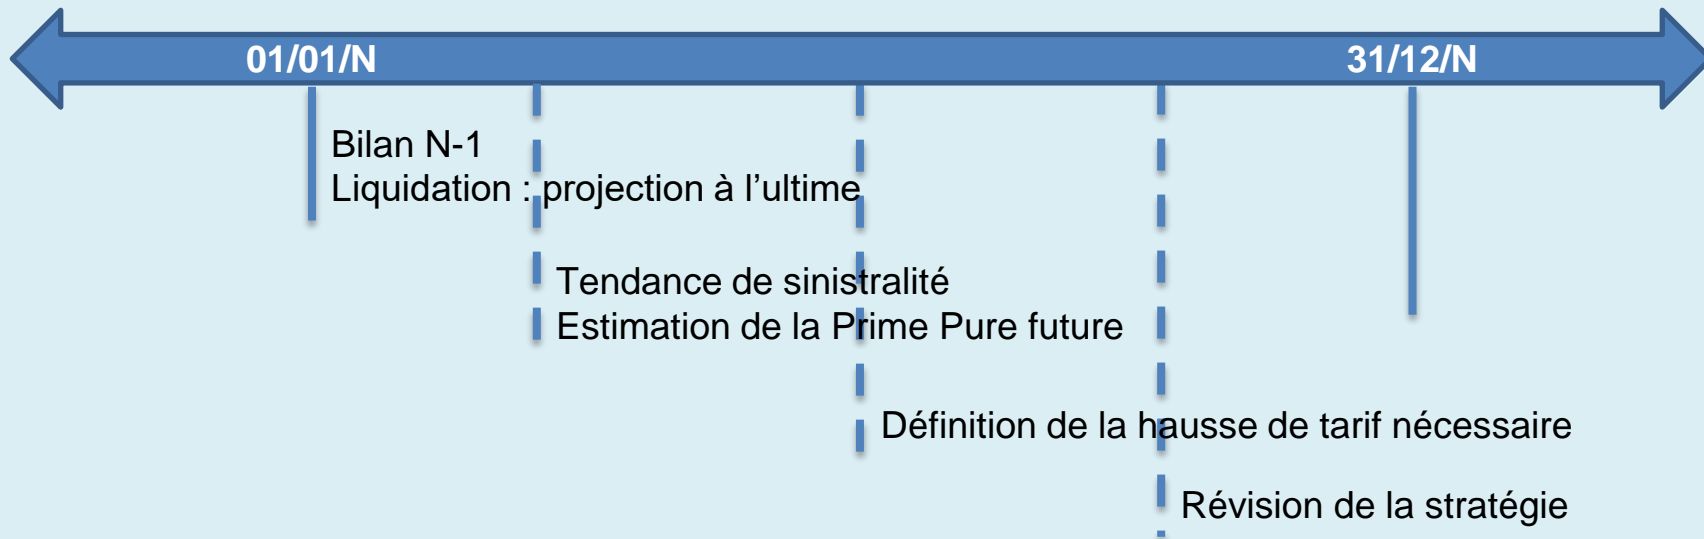 01/01/N
31/12/N
Bilan N-1
Liquidation : projection à l’ultime
Tendance de sinistralité
Estimation de la Prime Pure future
Définition de la hausse de tarif nécessaire
Révision de la stratégie